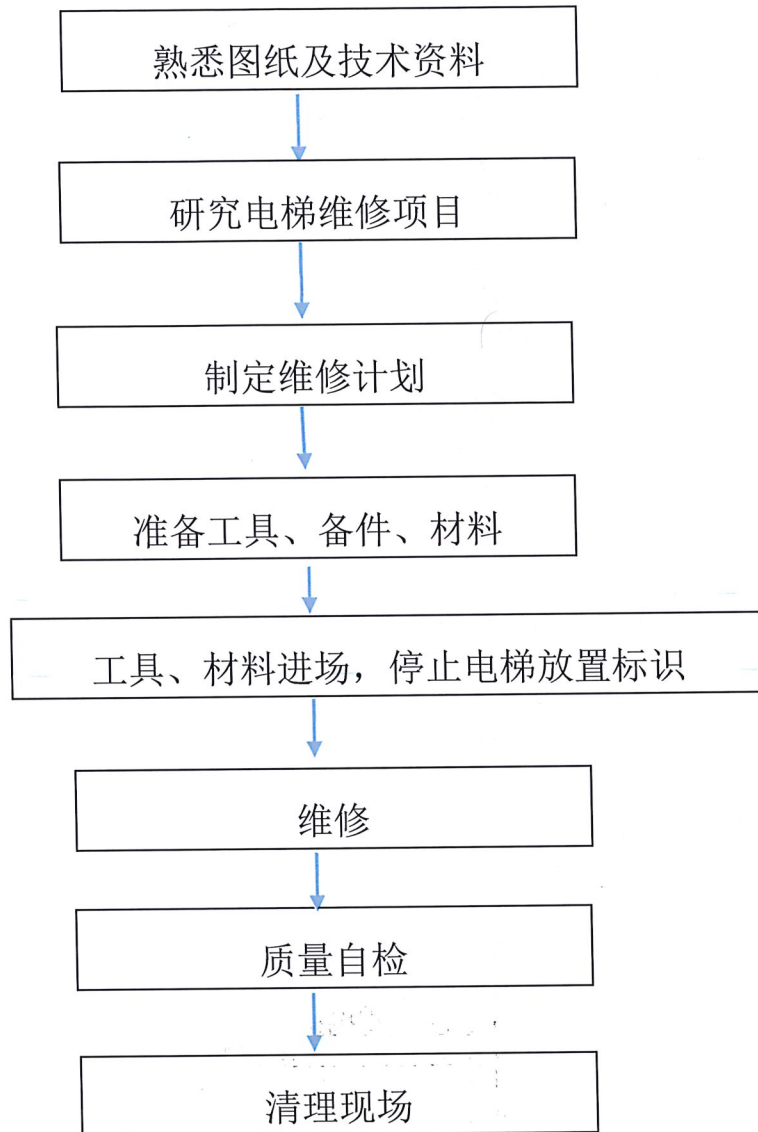 熟悉图纸及技术资料
研究电梯维修项目
制定维修计划
准备工具、备件、材料
工具、材料进场，停止电梯放置标识
维修
质量自检
清理现场